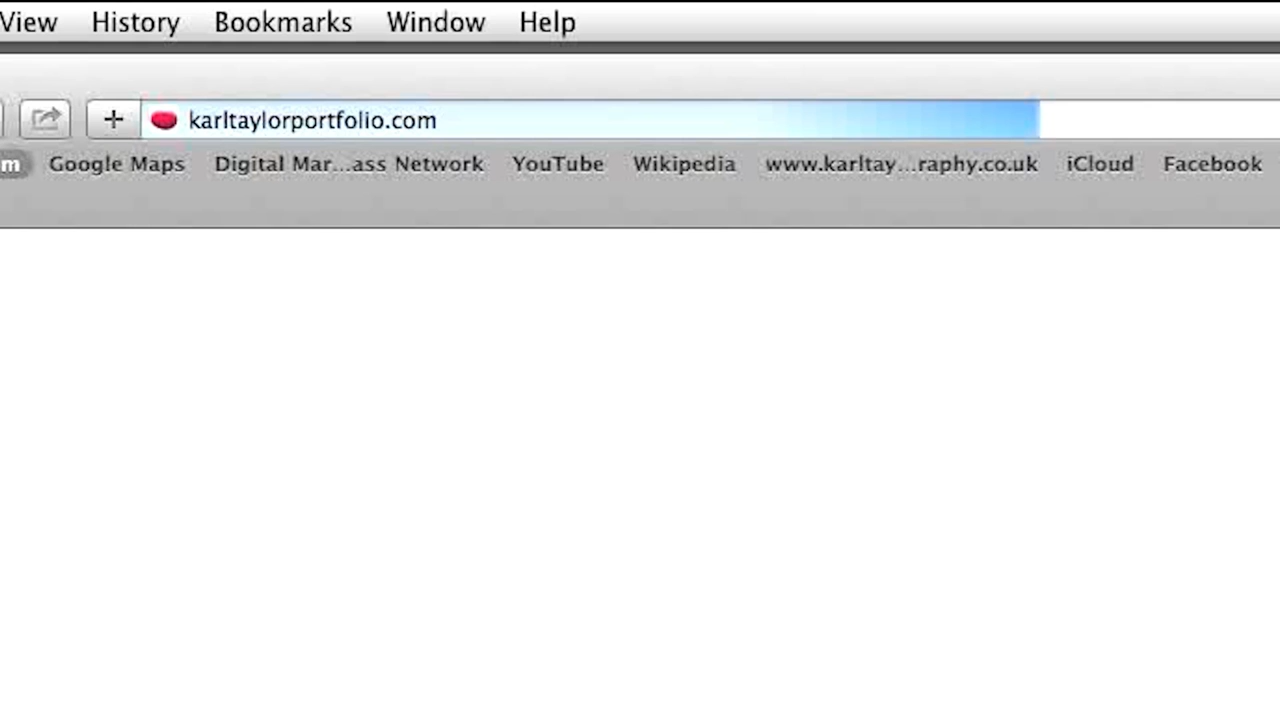 View History Bookmarks Window Help
+ karltaylorportfolio.com
m Google Maps Digital Mar...ass Network YouTube Wikipedia www.karltay...raphy.co.uk iCloud Facebook